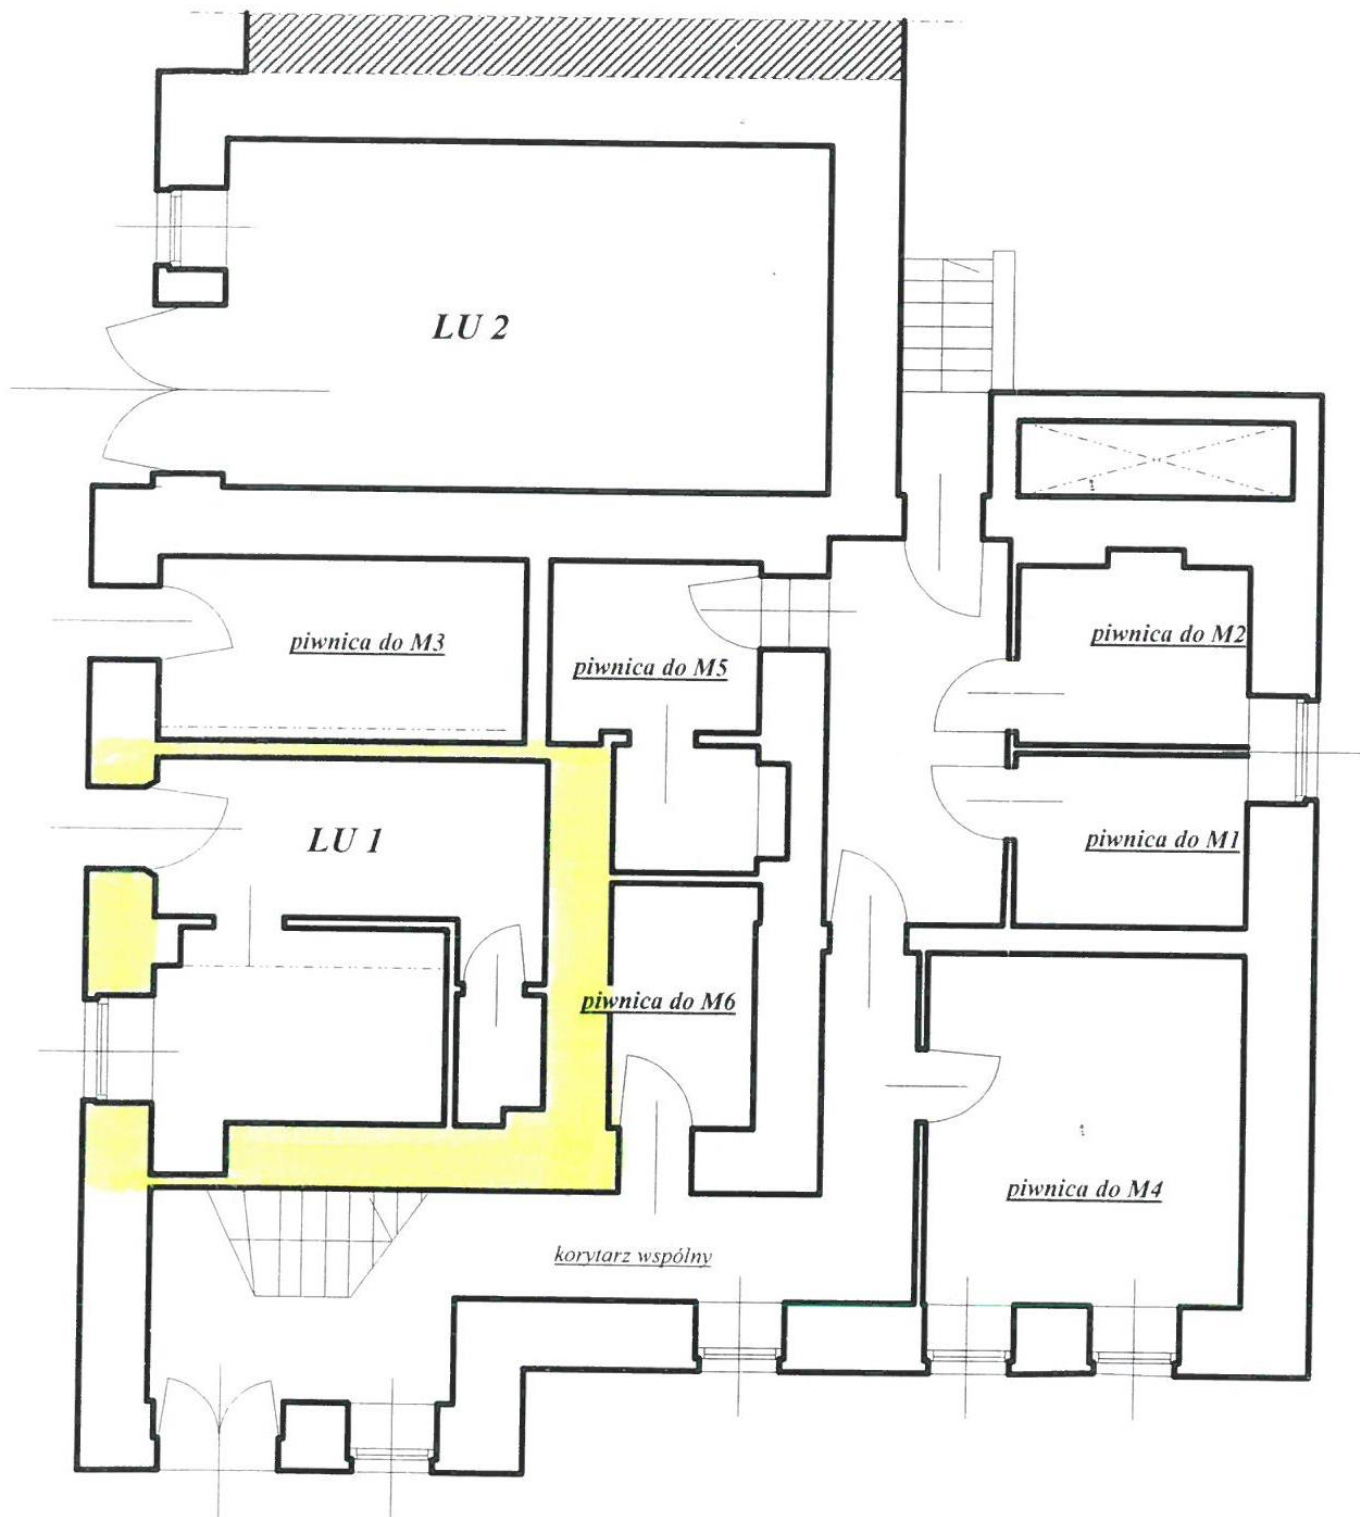 LU 2
piwnica do M3
piwnica do M5
piwnica do M2
LU 1
piwnica do M1
piwnica do M6
piwnica do M4
korytarz wspólny